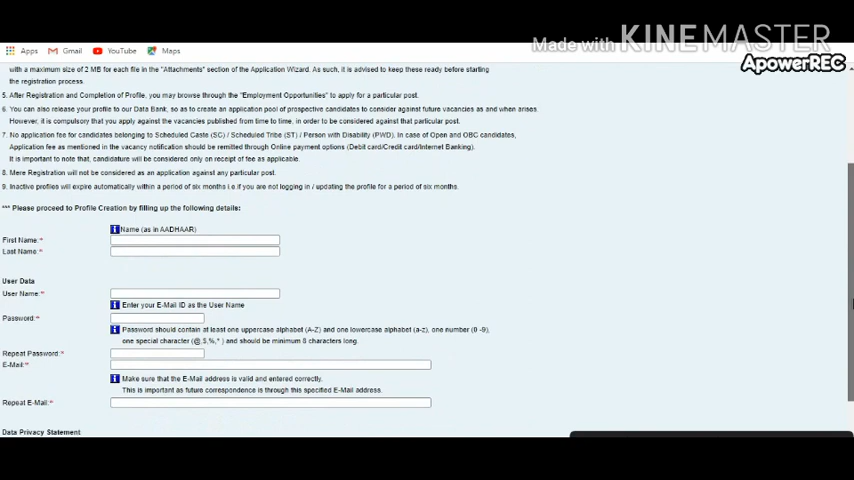 Made with KINEMASTER
Apps Gmail YouTube Maps
ApowerREC
with a maximum size of 2 MB for each file in the "Attachments" section of the Application Wizard. As such, it is advised to keep these ready before starting
the registration process.
5. After Registration and Completion of Profile, you may browse through the "Employment Opportunities" to apply for a particular post.
6. You can also release your profile to our Data Bank, so as to create an application pool of prospective candidates to consider against future vacancies as and when arises.
However, it is compulsory that you apply against the vacancies published from time to time, in order to be considered against that particular post.
7. No application fee for candidates belonging to Scheduled Caste (SC) / Scheduled Tribe (ST) / Person with Disability (PWD). In case of Open and OBC candidates,
Application fee as mentioned in the vacancy notification should be remitted through Online payment options (Debit card/Credit card/Internet Banking).
It is important to note that, candidature will be considered only on receipt of fee as applicable.
8. Mere Registration will not be considered as an application against any particular post.
9. Inactive profiles will expire automatically within a period of six months i.e if you are not logging in / updating the profile for a period of six months.
*** Please proceed to Profile Creation by filling up the following details:
Name (as in AADHAAR)
First Name:*
Last Name:*
User Data
User Name:*
Enter your E-Mail ID as the User Name
Password:*
Password should contain at least one uppercase alphabet (A-Z) and one lowercase alphabet (a-z), one number (0 -9),
one special character (@,$,%,* ) and should be minimum 8 characters long.
Repeat Password:*
E-Mail:*
Make sure that the E-Mail address is valid and entered correctly.
This is important as future correspondence is through this specified E-Mail address.
Repeat E-Mail:*
Data Privacy Statement